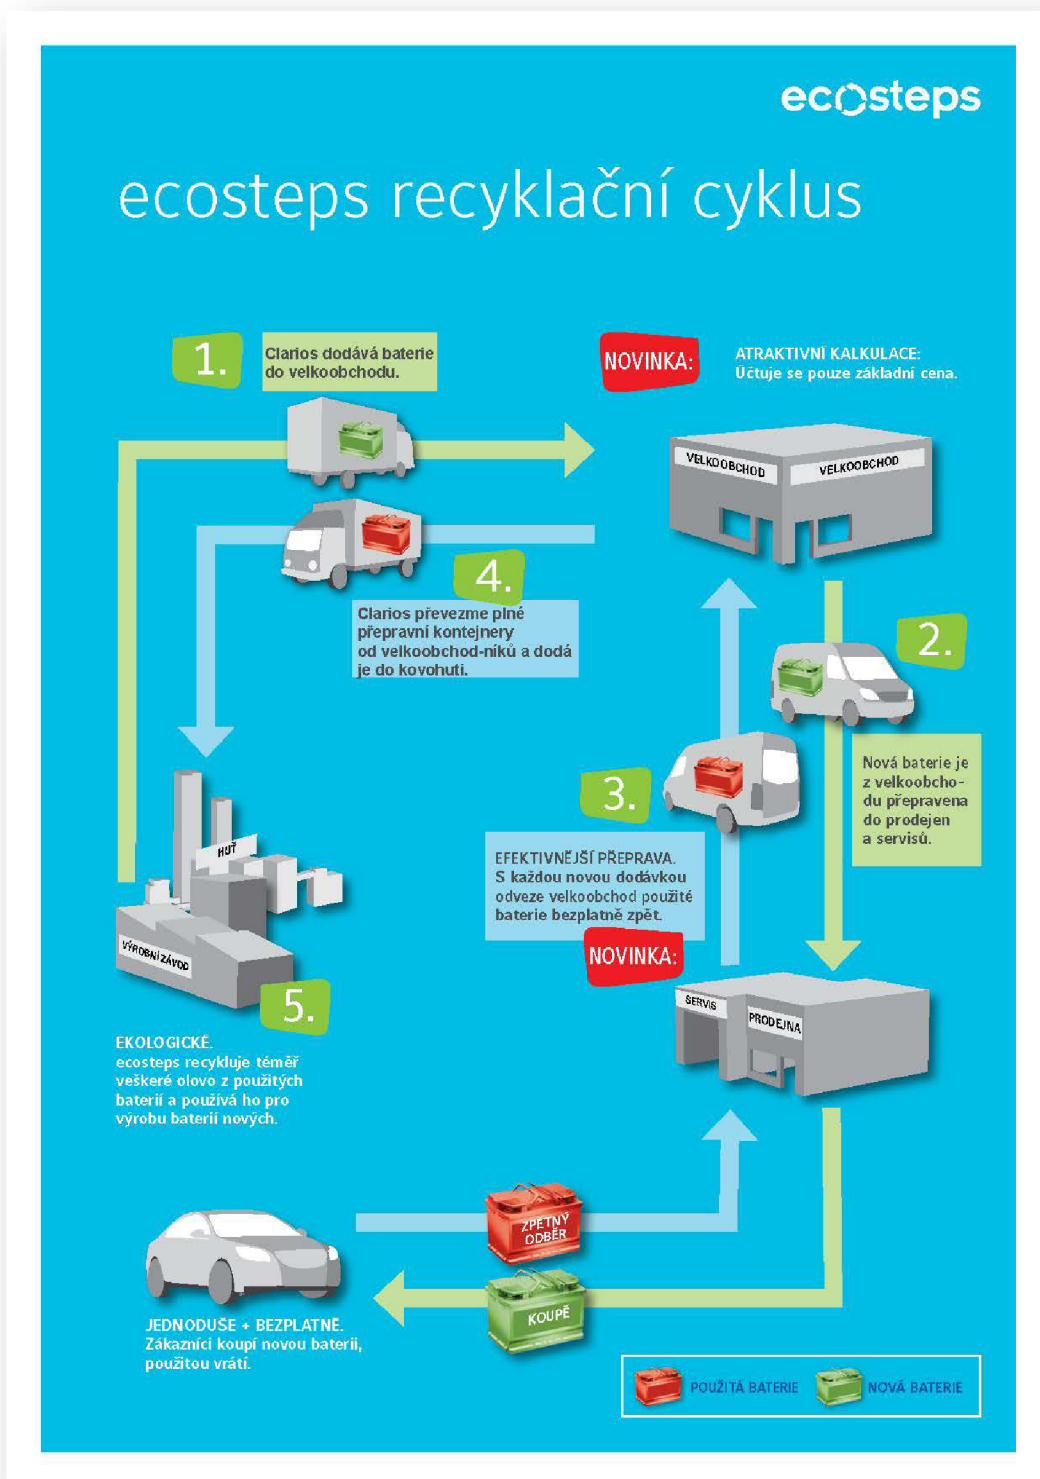 ecosteps
ecosteps recyklační cyklus
1.
Clarios dodává baterie
do velkoobchodu.
NOVINKA:
ATRAKTIVNÍ KALKULACE:
Účtuje se pouze základní cena.
VELKOOBCHOD
VELKOOBCHOD
4.
Clarios převezme plné
přepravní kontejnery
od velkoobchod-níků a dodá
je do kovohutí.
2.
Nová baterie je
z velkoobcho-
du přepravena
do prodejen
a servisů.
3.
EFEKTIVNĚJŠÍ PŘEPRAVA.
S každou novou dodávkou
odveze velkoobchod použité
baterie bezplatně zpět.
NOVINKA:
HUŤ
VÝROBNÍ ZÁVOD
5.
EKOLOGICKÉ.
ecosteps recykluje téměř
veškeré olovo z použitých
baterií a používá ho pro
výrobu baterií nových.
SERVIS
PRODEJNA
ZPĚTNÝ
ODBĚR
KOUPĚ
JEDNODUŠE + BEZPLATNĚ.
Zákazníci koupí novou baterii,
použitou vrátí.
POUŽITÁ BATERIE
NOVÁ BATERIE